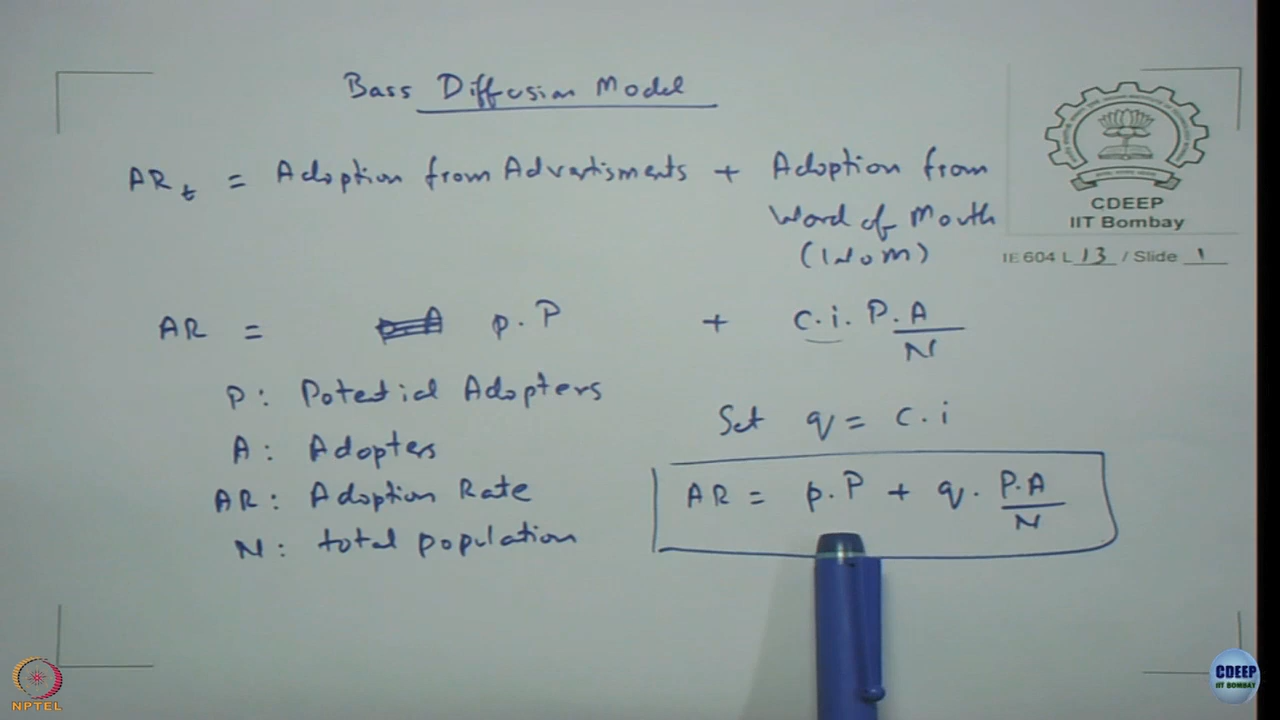 Bass Diffusion Model
AR t = Adoption from Advertisments + Adoption from
Word of Mouth
(WoM)
CDEEP
IIT Bombay
IE 604 L 13 / Slide 1
AR = p.P + c.i.P.A/N
P: Potential Adopters
A: Adopters
AR: Adoption Rate
N: total population
Set q = c.i
AR = p.P + q.P.A/N
NPTEL
CDEEP
IIT BOMBAY